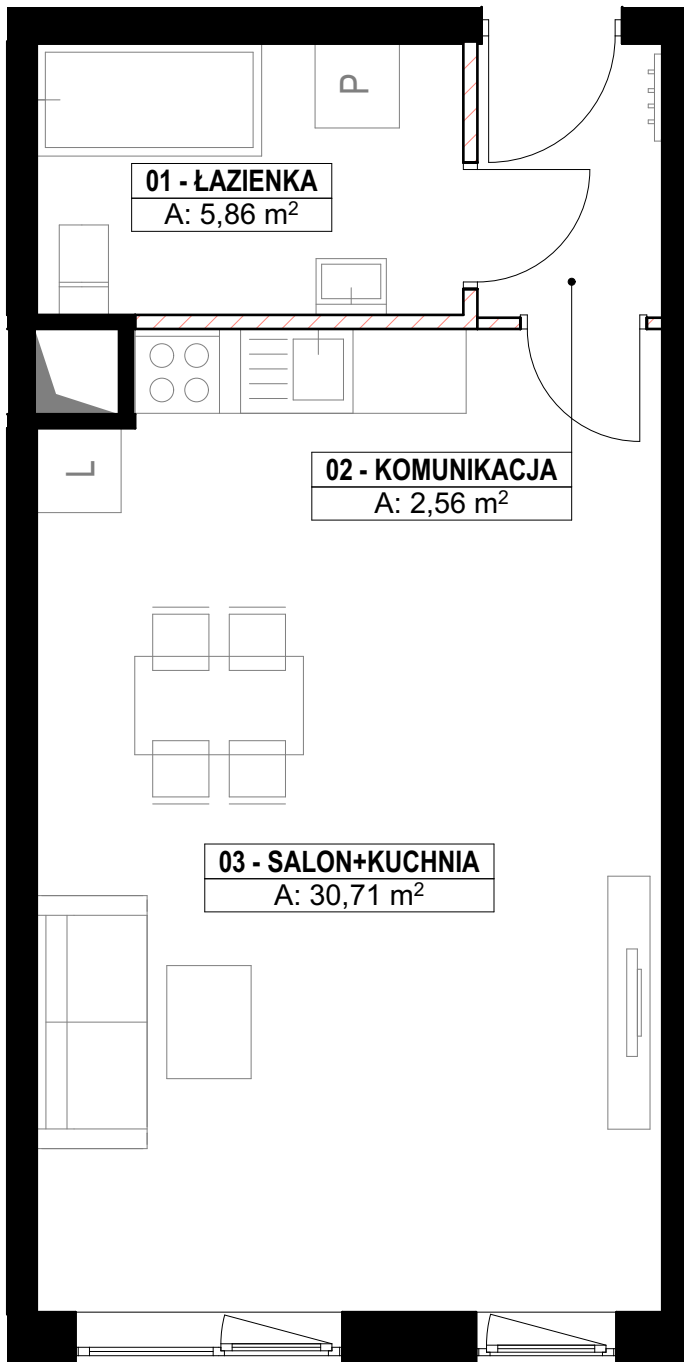 P
01 - ŁAZIENKA
A: 5,86 m²
L
02 - KOMUNIKACJA
A: 2,56 m²
03 - SALON+KUCHNIA
A: 30,71 m²